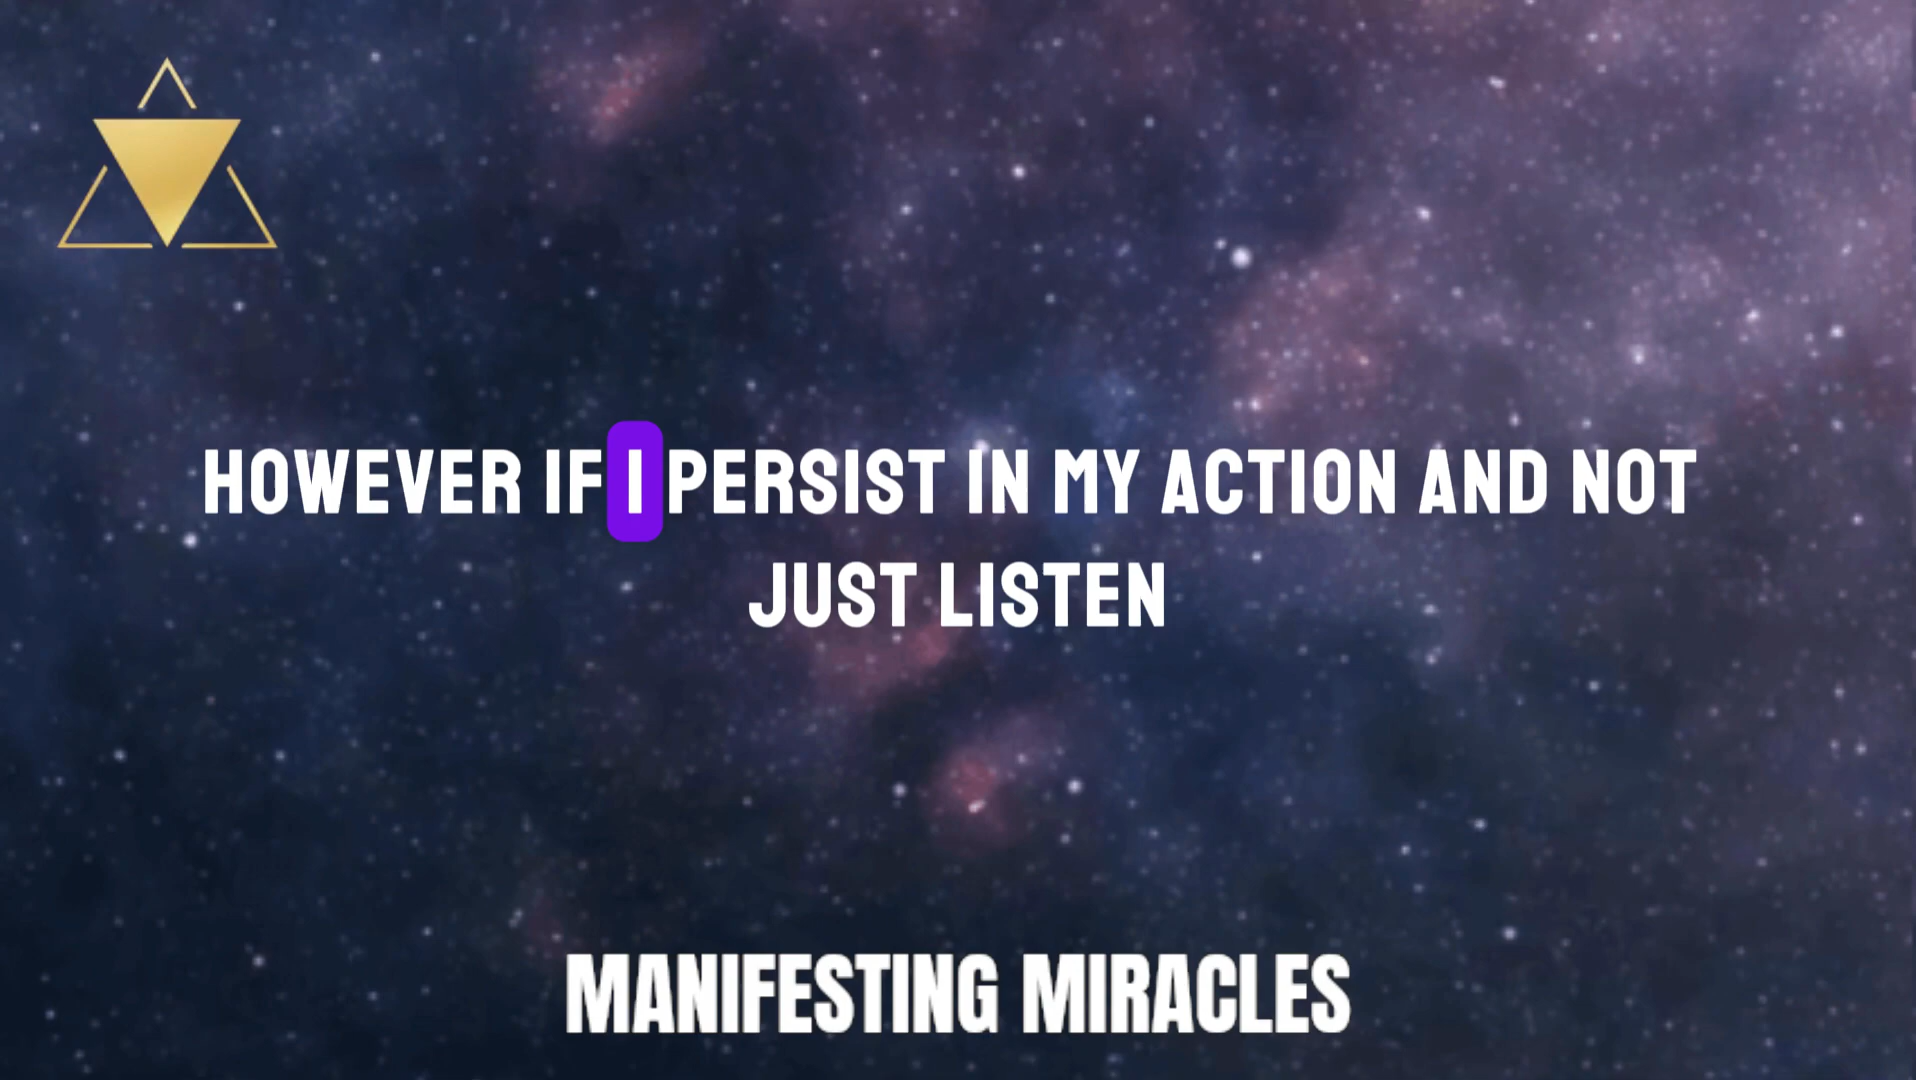 HOWEVER IF I PERSIST IN MY ACTION AND NOT
JUST LISTEN
MANIFESTING MIRACLES